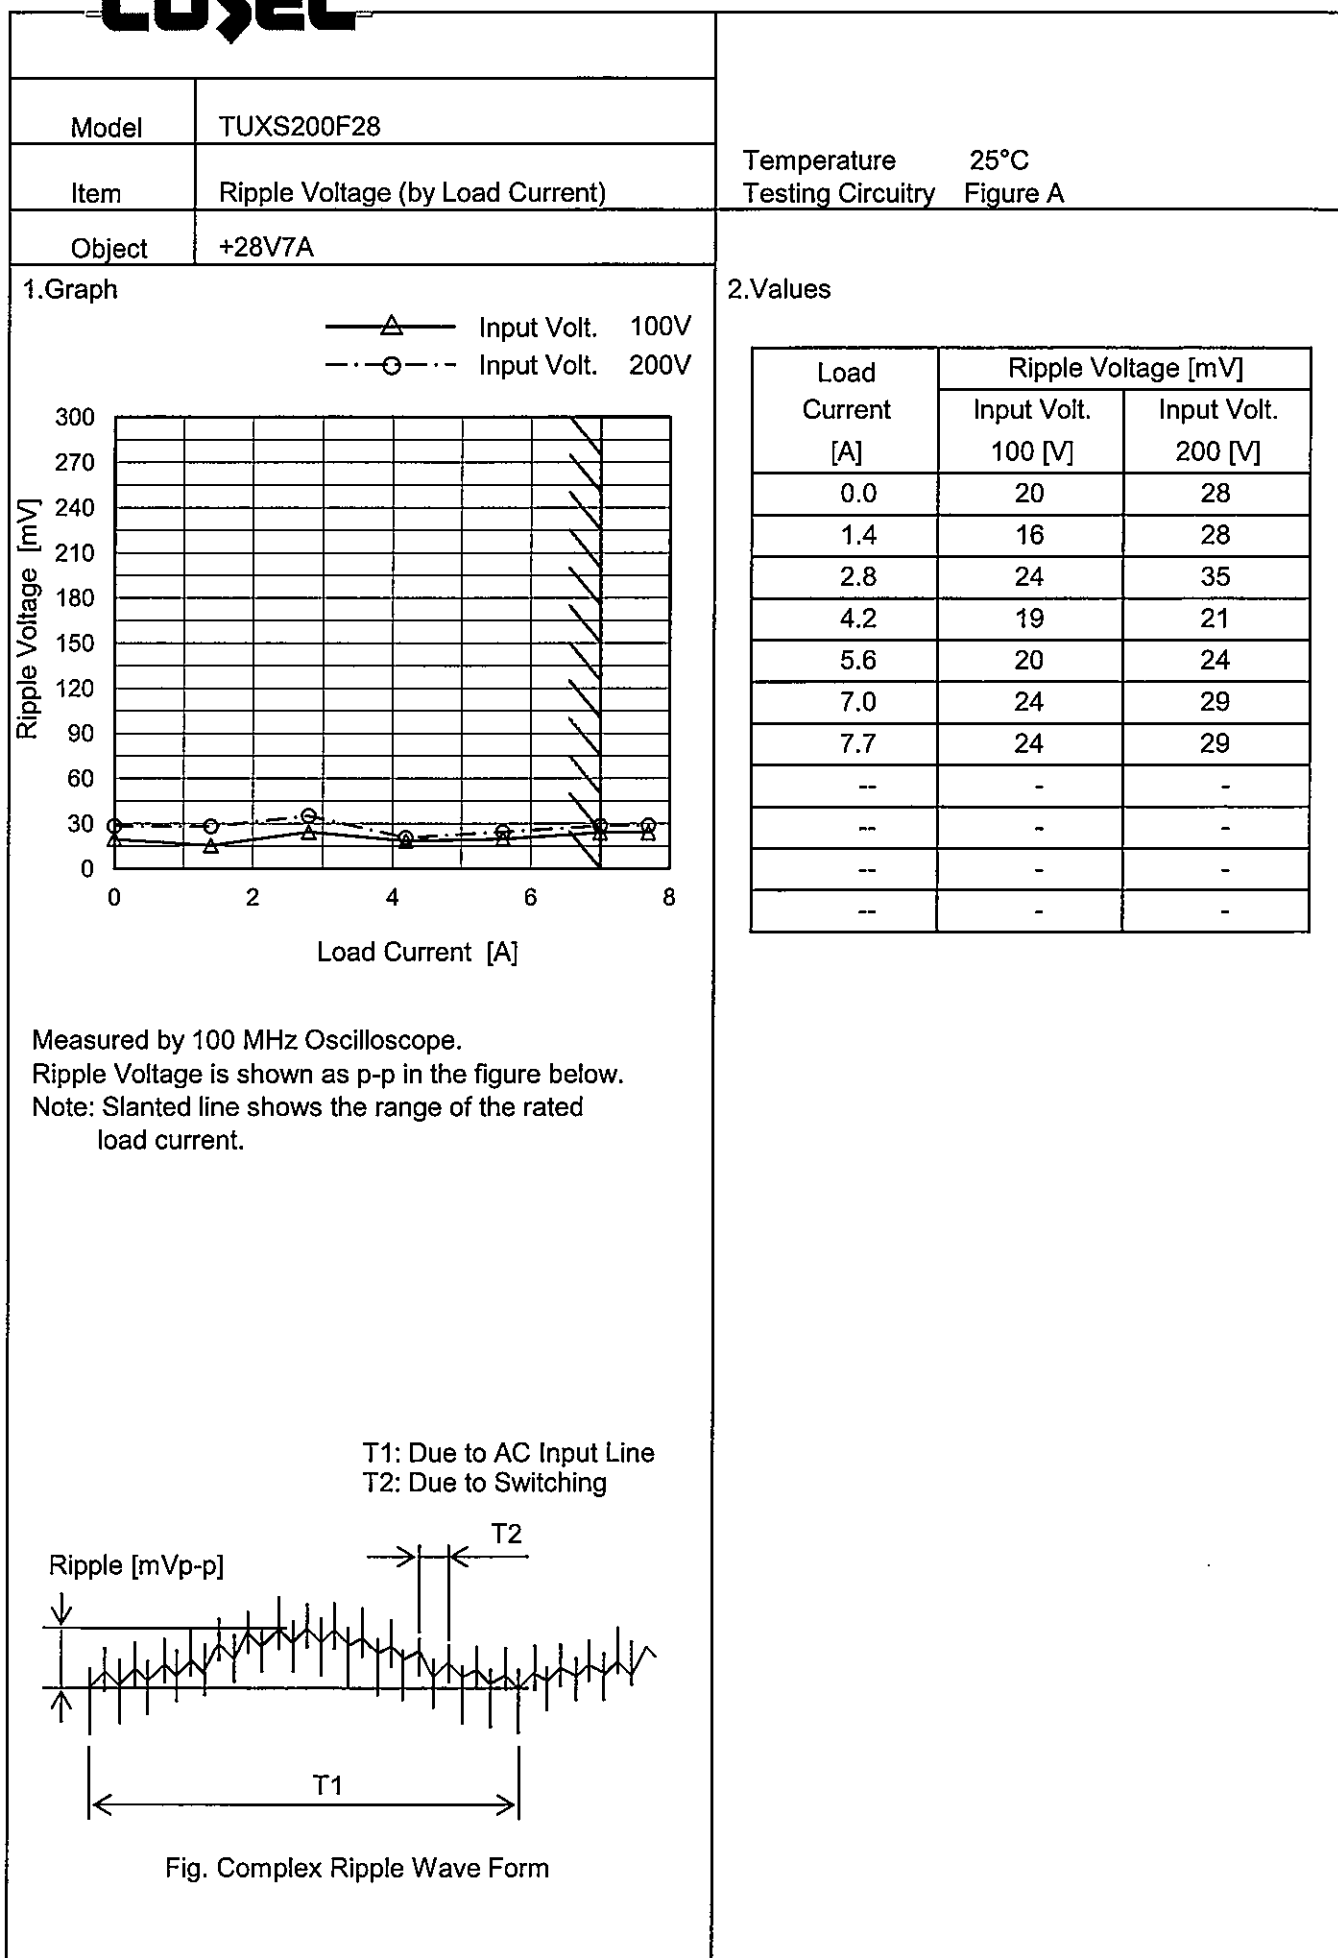 COSEL
Model TUXS200F28
Item Ripple Voltage (by Load Current)
Object +28V7A
Temperature 25°C
Testing Circuitry Figure A
1.Graph
Input Volt. 100V
Input Volt. 200V
Ripple Voltage [mV]
300
270
240
210
180
150
120
90
60
30
0
0 2 4 6 8
Load Current [A]
Measured by 100 MHz Oscilloscope.
Ripple Voltage is shown as p-p in the figure below.
Note: Slanted line shows the range of the rated
load current.
T1: Due to AC Input Line
T2: Due to Switching
T2
Ripple [mVp-p]
T1
Fig. Complex Ripple Wave Form
2.Values
Load Ripple Voltage [mV]
Current Input Volt. Input Volt.
[A] 100 [V] 200 [V]
0.0 20 28
1.4 16 28
2.8 24 35
4.2 19 21
5.6 20 24
7.0 24 29
7.7 24 29
-- - -
-- - -
-- - -
-- - -